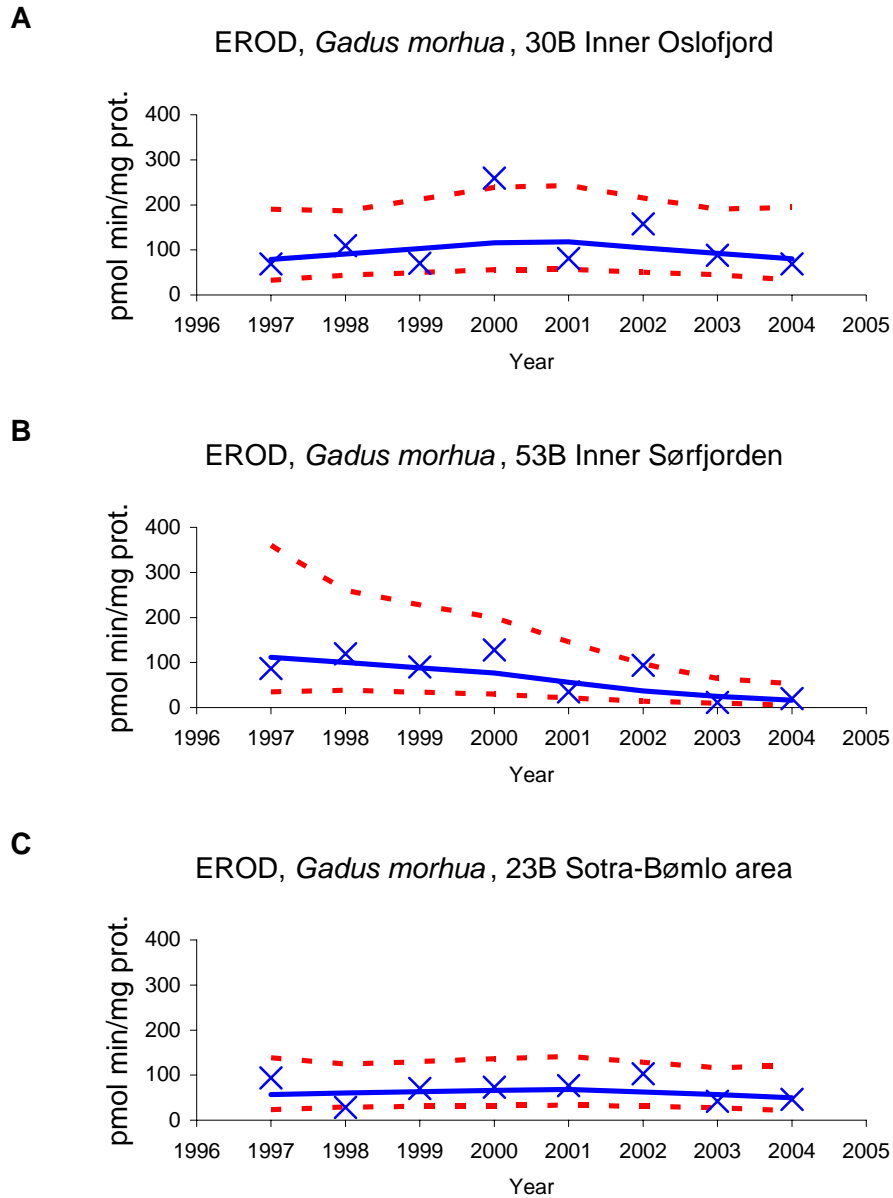 A
EROD, Gadus morhua, 30B Inner Oslofjord
pmol min/mg prot.
400
300
200
100
0
1996 1997 1998 1999 2000 2001 2002 2003 2004 2005
Year
B
EROD, Gadus morhua, 53B Inner Sørfjorden
pmol min/mg prot.
400
300
200
100
0
1996 1997 1998 1999 2000 2001 2002 2003 2004 2005
Year
C
EROD, Gadus morhua, 23B Sotra-Bømlo area
pmol min/mg prot.
400
300
200
100
0
1996 1997 1998 1999 2000 2001 2002 2003 2004 2005
Year